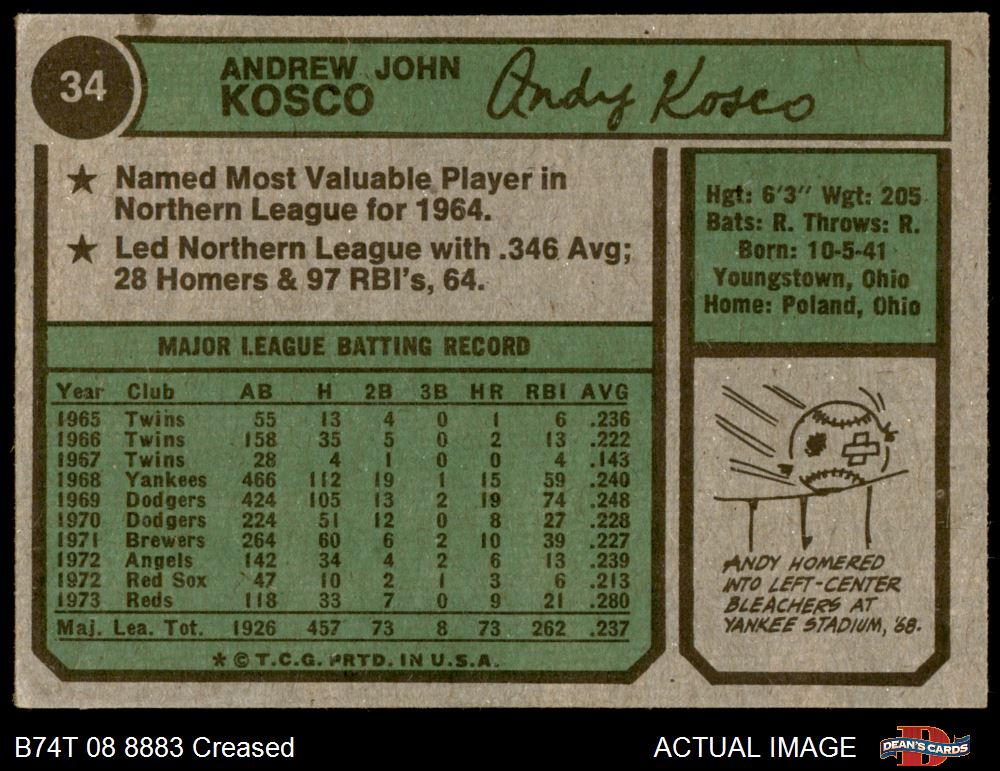 34
ANDREW JOHN
KOSCO
Andy Kosco
★ Named Most Valuable Player in
Northern League for 1964.
★ Led Northern League with .346 Avg;
28 Homers & 97 RBI's, 64.
Hgt: 6'3" Wgt: 205
Bats: R. Throws: R.
Born: 10-5-41
Youngstown, Ohio
Home: Poland, Ohio
MAJOR LEAGUE BATTING RECORD
Year Club AB H 2B 3B HR RBI AVG
1965 Twins 55 13 4 0 1 6 .236
1966 Twins 158 35 5 0 2 13 .222
1967 Twins 28 4 1 0 0 4 .143
1968 Yankees 466 112 19 1 15 59 .240
1969 Dodgers 424 105 13 2 19 74 .248
1970 Dodgers 224 51 12 0 8 27 .228
1971 Brewers 264 60 6 2 10 39 .227
1972 Angels 142 34 4 2 6 13 .239
1972 Red Sox 47 10 2 1 3 6 .213
1973 Reds 118 33 7 0 9 21 .280
Maj. Lea. Tot. 1926 457 73 8 73 262 .237
* © T.C.G. PRTD. IN U.S.A.
ANDY HOMERED
INTO LEFT-CENTER
BLEACHERS AT
YANKEE STADIUM, '68.
B74T 08 8883 Creased
ACTUAL IMAGE
D
DEAN'S CARDS